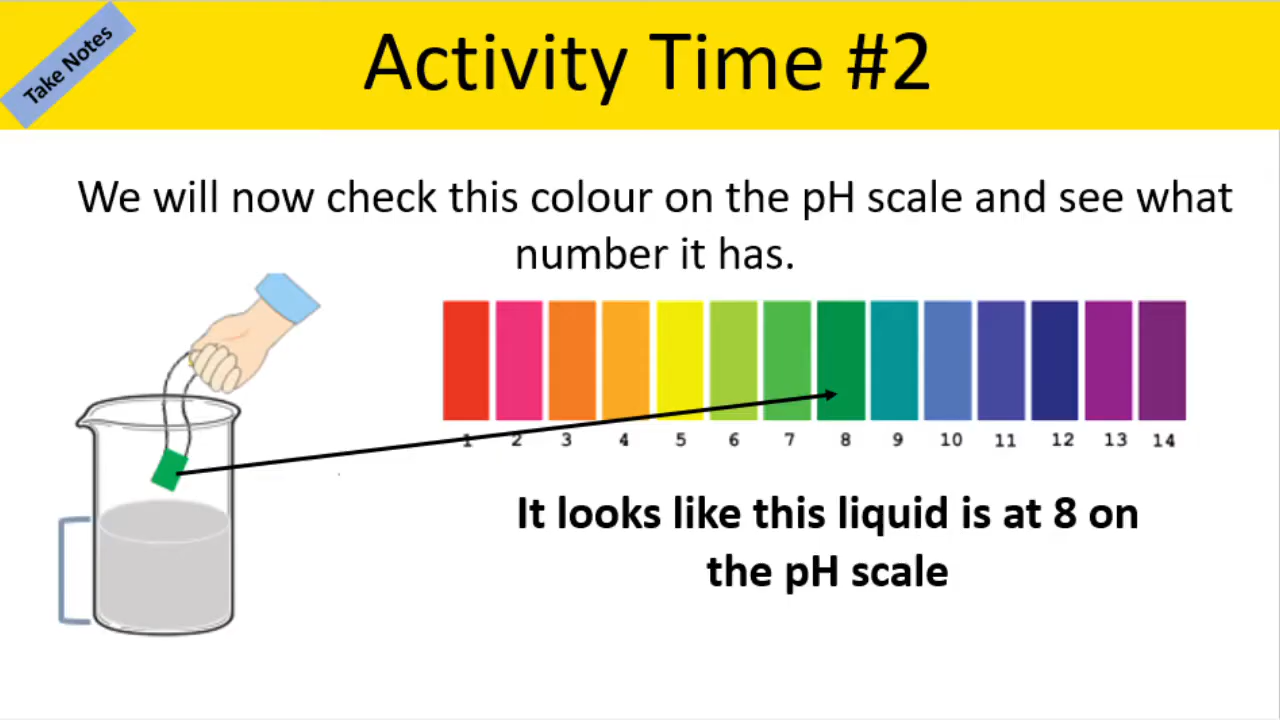 Take Notes
Activity Time #2
We will now check this colour on the pH scale and see what
number it has.
1 2 3 4 5 6 7 8 9 10 11 12 13 14
It looks like this liquid is at 8 on
the pH scale